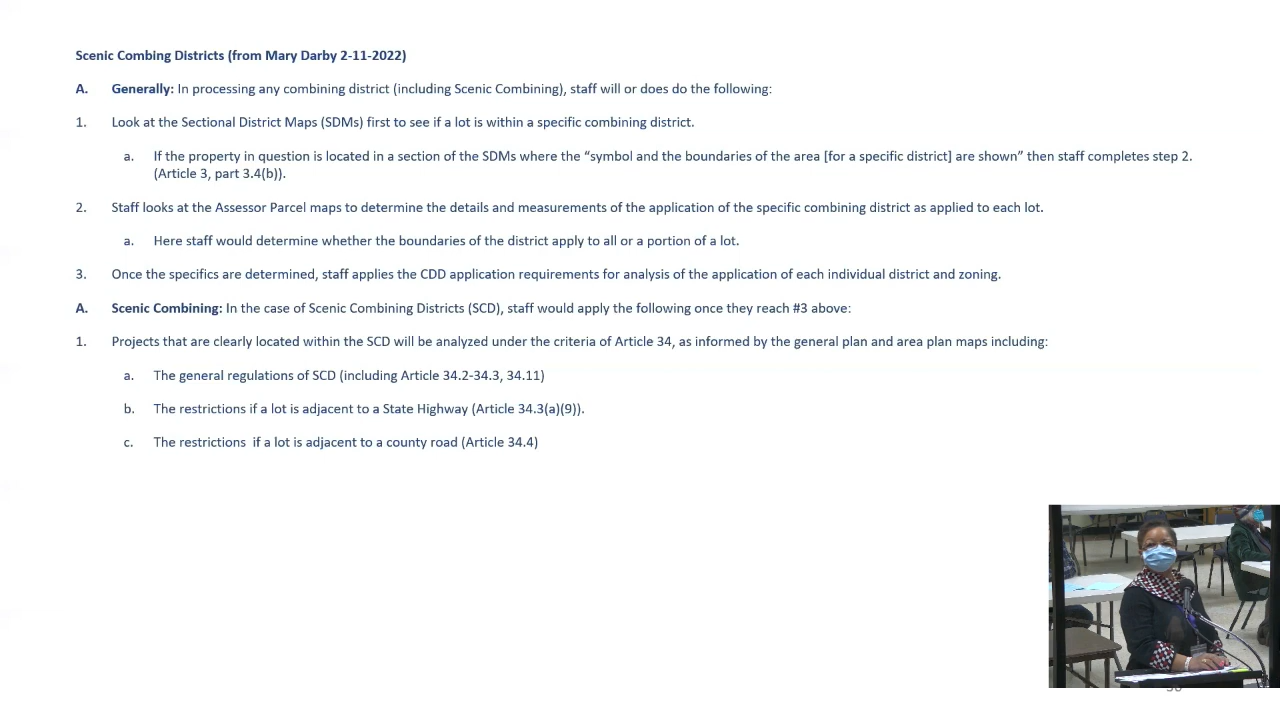 Scenic Combing Districts (from Mary Darby 2-11-2022)
A. Generally: In processing any combining district (including Scenic Combining), staff will or does do the following:
1. Look at the Sectional District Maps (SDMs) first to see if a lot is within a specific combining district.
a. If the property in question is located in a section of the SDMs where the “symbol and the boundaries of the area [for a specific district] are shown” then staff completes step 2.
(Article 3, part 3.4(b)).
2. Staff looks at the Assessor Parcel maps to determine the details and measurements of the application of the specific combining district as applied to each lot.
a. Here staff would determine whether the boundaries of the district apply to all or a portion of a lot.
3. Once the specifics are determined, staff applies the CDD application requirements for analysis of the application of each individual district and zoning.
A. Scenic Combining: In the case of Scenic Combining Districts (SCD), staff would apply the following once they reach #3 above:
1. Projects that are clearly located within the SCD will be analyzed under the criteria of Article 34, as informed by the general plan and area plan maps including:
a. The general regulations of SCD (including Article 34.2-34.3, 34.11)
b. The restrictions if a lot is adjacent to a State Highway (Article 34.3(a)(9)).
c. The restrictions if a lot is adjacent to a county road (Article 34.4)